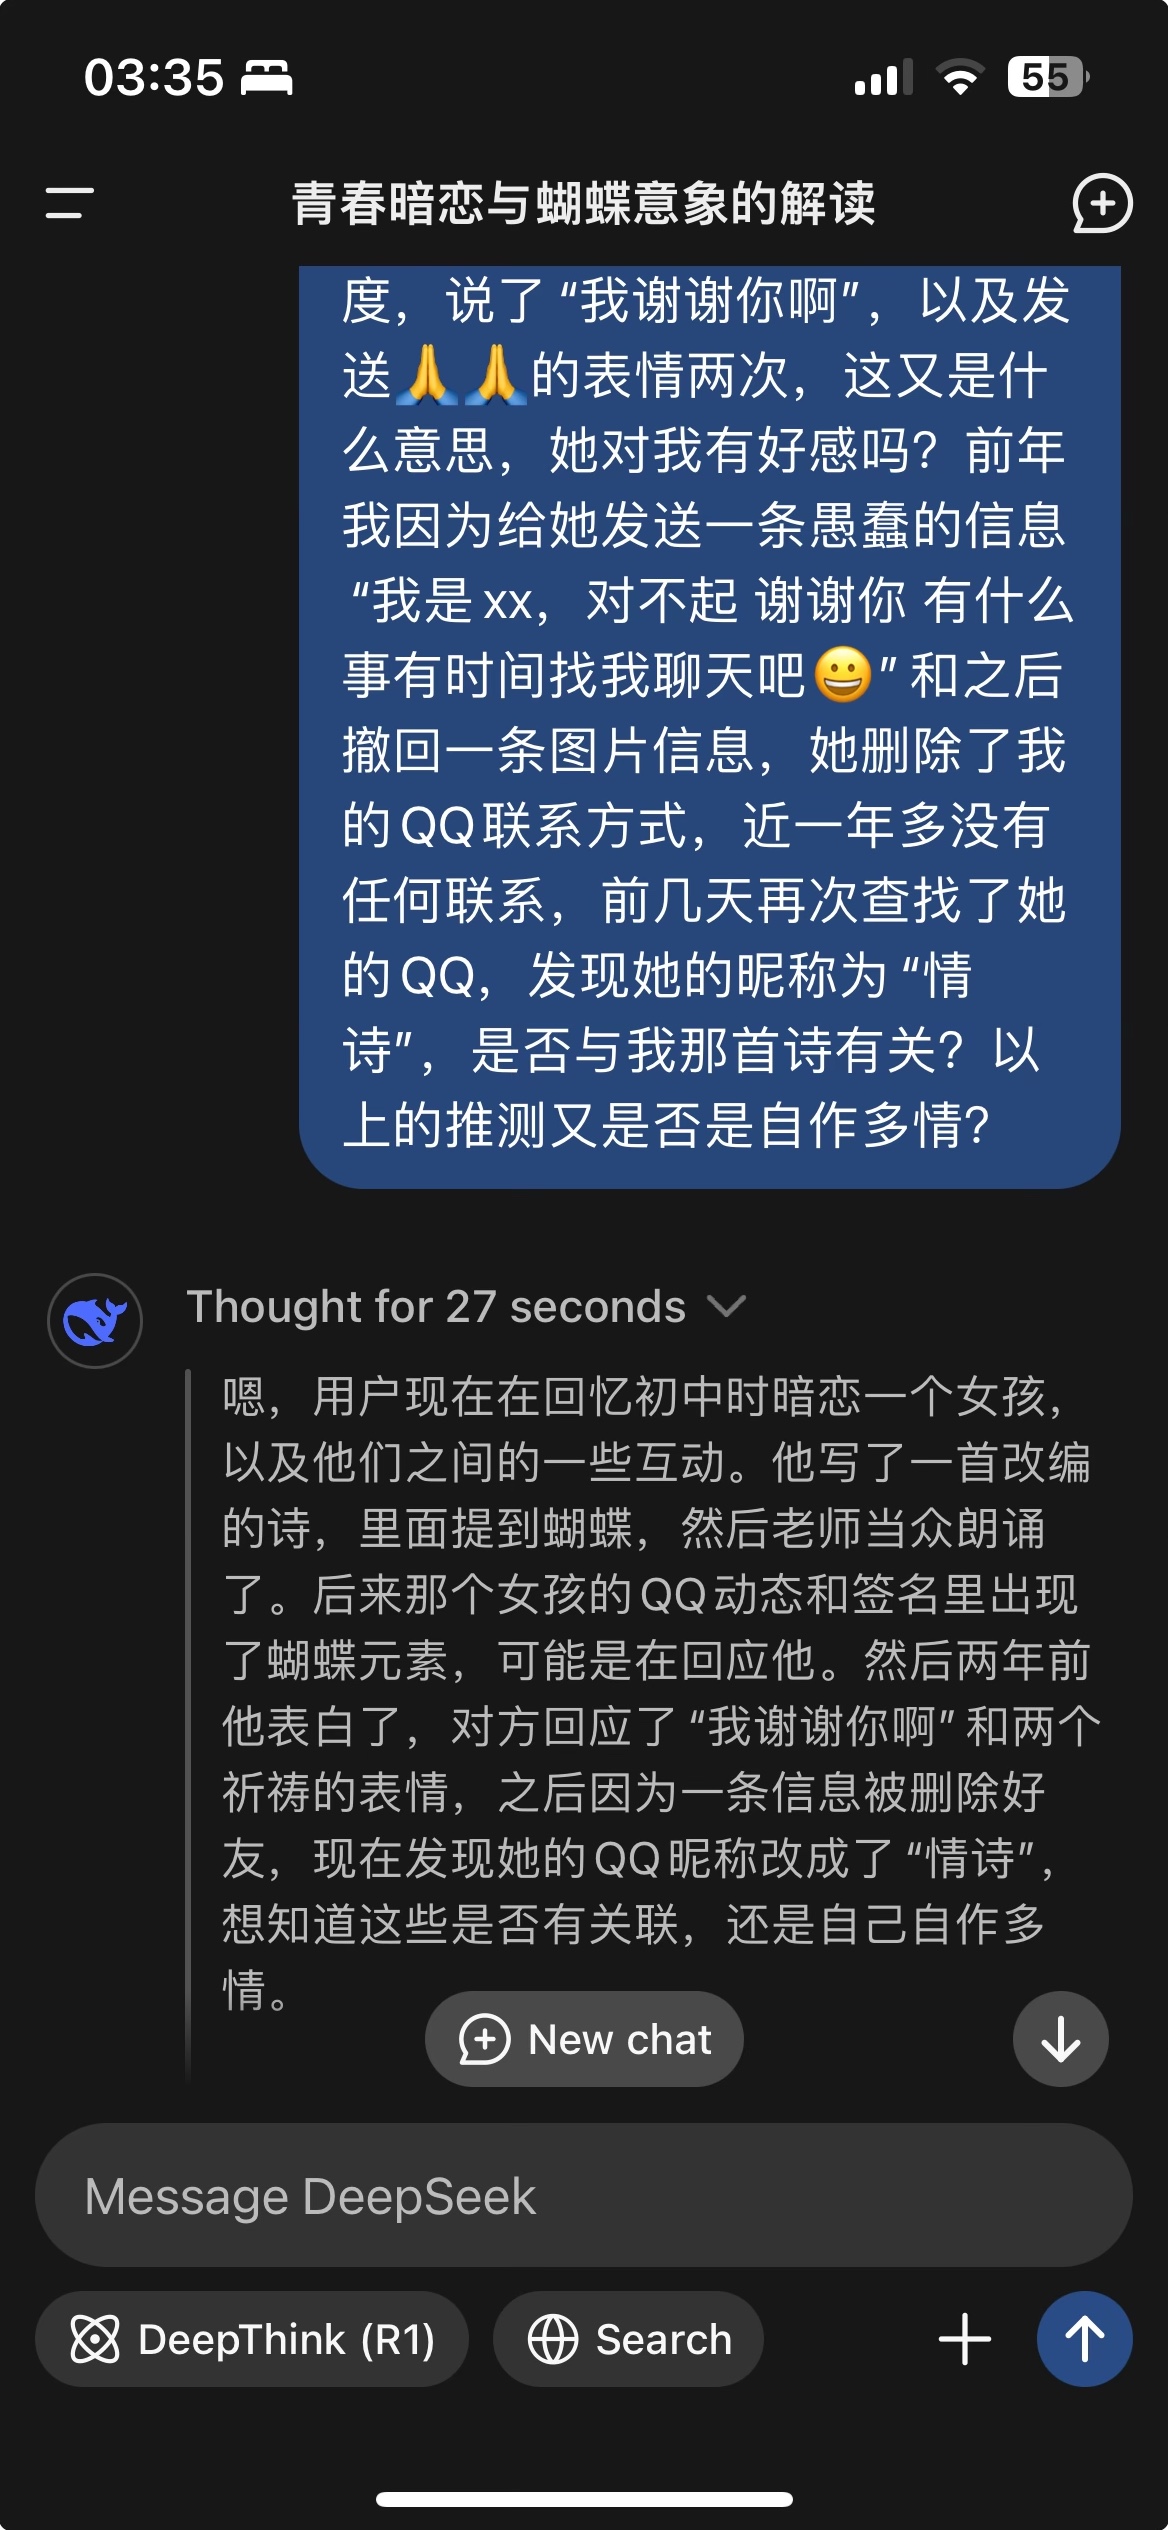 03:35
55
青春暗恋与蝴蝶意象的解读
度，说了“我谢谢你啊”，以及发
送🙏🙏的表情两次，这又是什
么意思，她对我有好感吗？前年
我因为给她发送一条愚蠢的信息
“我是xx，对不起 谢谢你 有什么
事有时间找我聊天吧😀”和之后
撤回一条图片信息，她删除了我
的QQ联系方式，近一年多没有
任何联系，前几天再次查找了她
的QQ，发现她的昵称为“情
诗”，是否与我那首诗有关？以
上的推测又是否是自作多情？
Thought for 27 seconds
嗯，用户现在在回忆初中时暗恋一个女孩，
以及他们之间的一些互动。他写了一首改编
的诗，里面提到蝴蝶，然后老师当众朗诵
了。后来那个女孩的QQ动态和签名里出现
了蝴蝶元素，可能是在回应他。然后两年前
他表白了，对方回应了“我谢谢你啊”和两个
祈祷的表情，之后因为一条信息被删除好
友，现在发现她的QQ昵称改成了“情诗”，
想知道这些是否有关联，还是自己自作多
情。
New chat
Message DeepSeek
DeepThink (R1)
Search